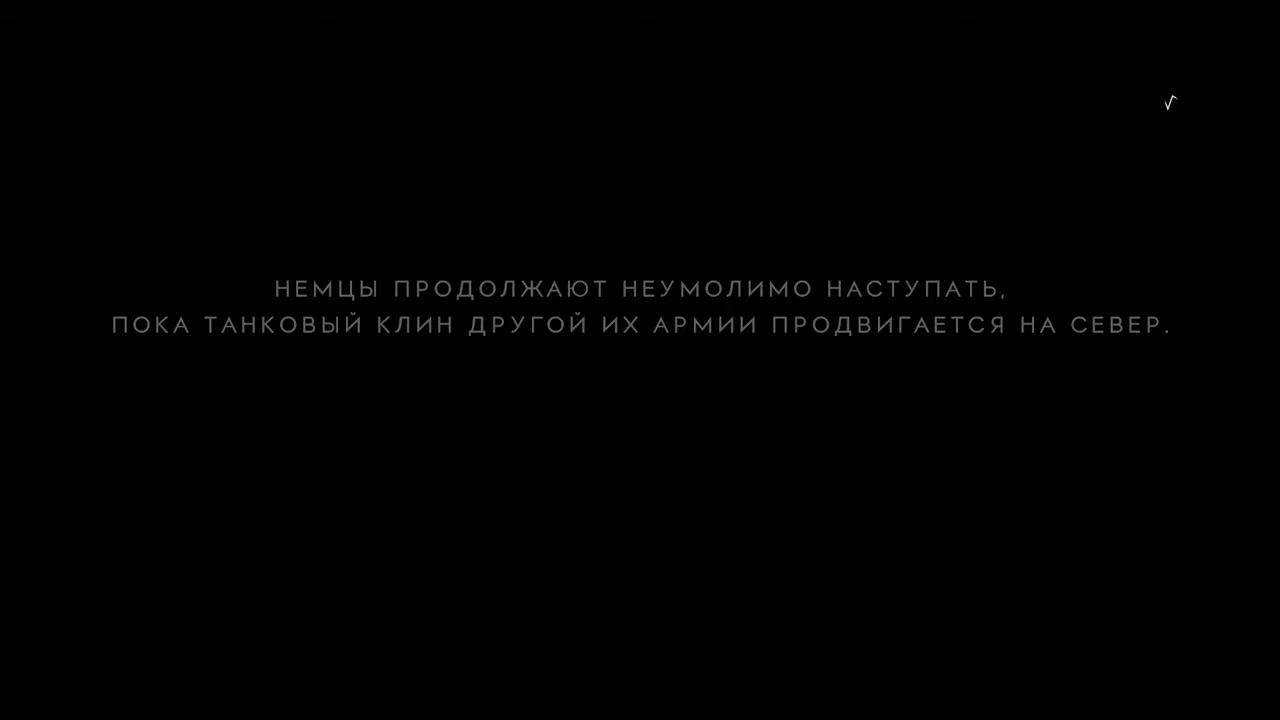 НЕМЦЫ ПРОДОЛЖАЮТ НЕУМОЛИМО НАСТУПАТЬ,
ПОКА ТАНКОВЫЙ КЛИН ДРУГОЙ ИХ АРМИИ ПРОДВИГАЕТСЯ НА СЕВЕР.